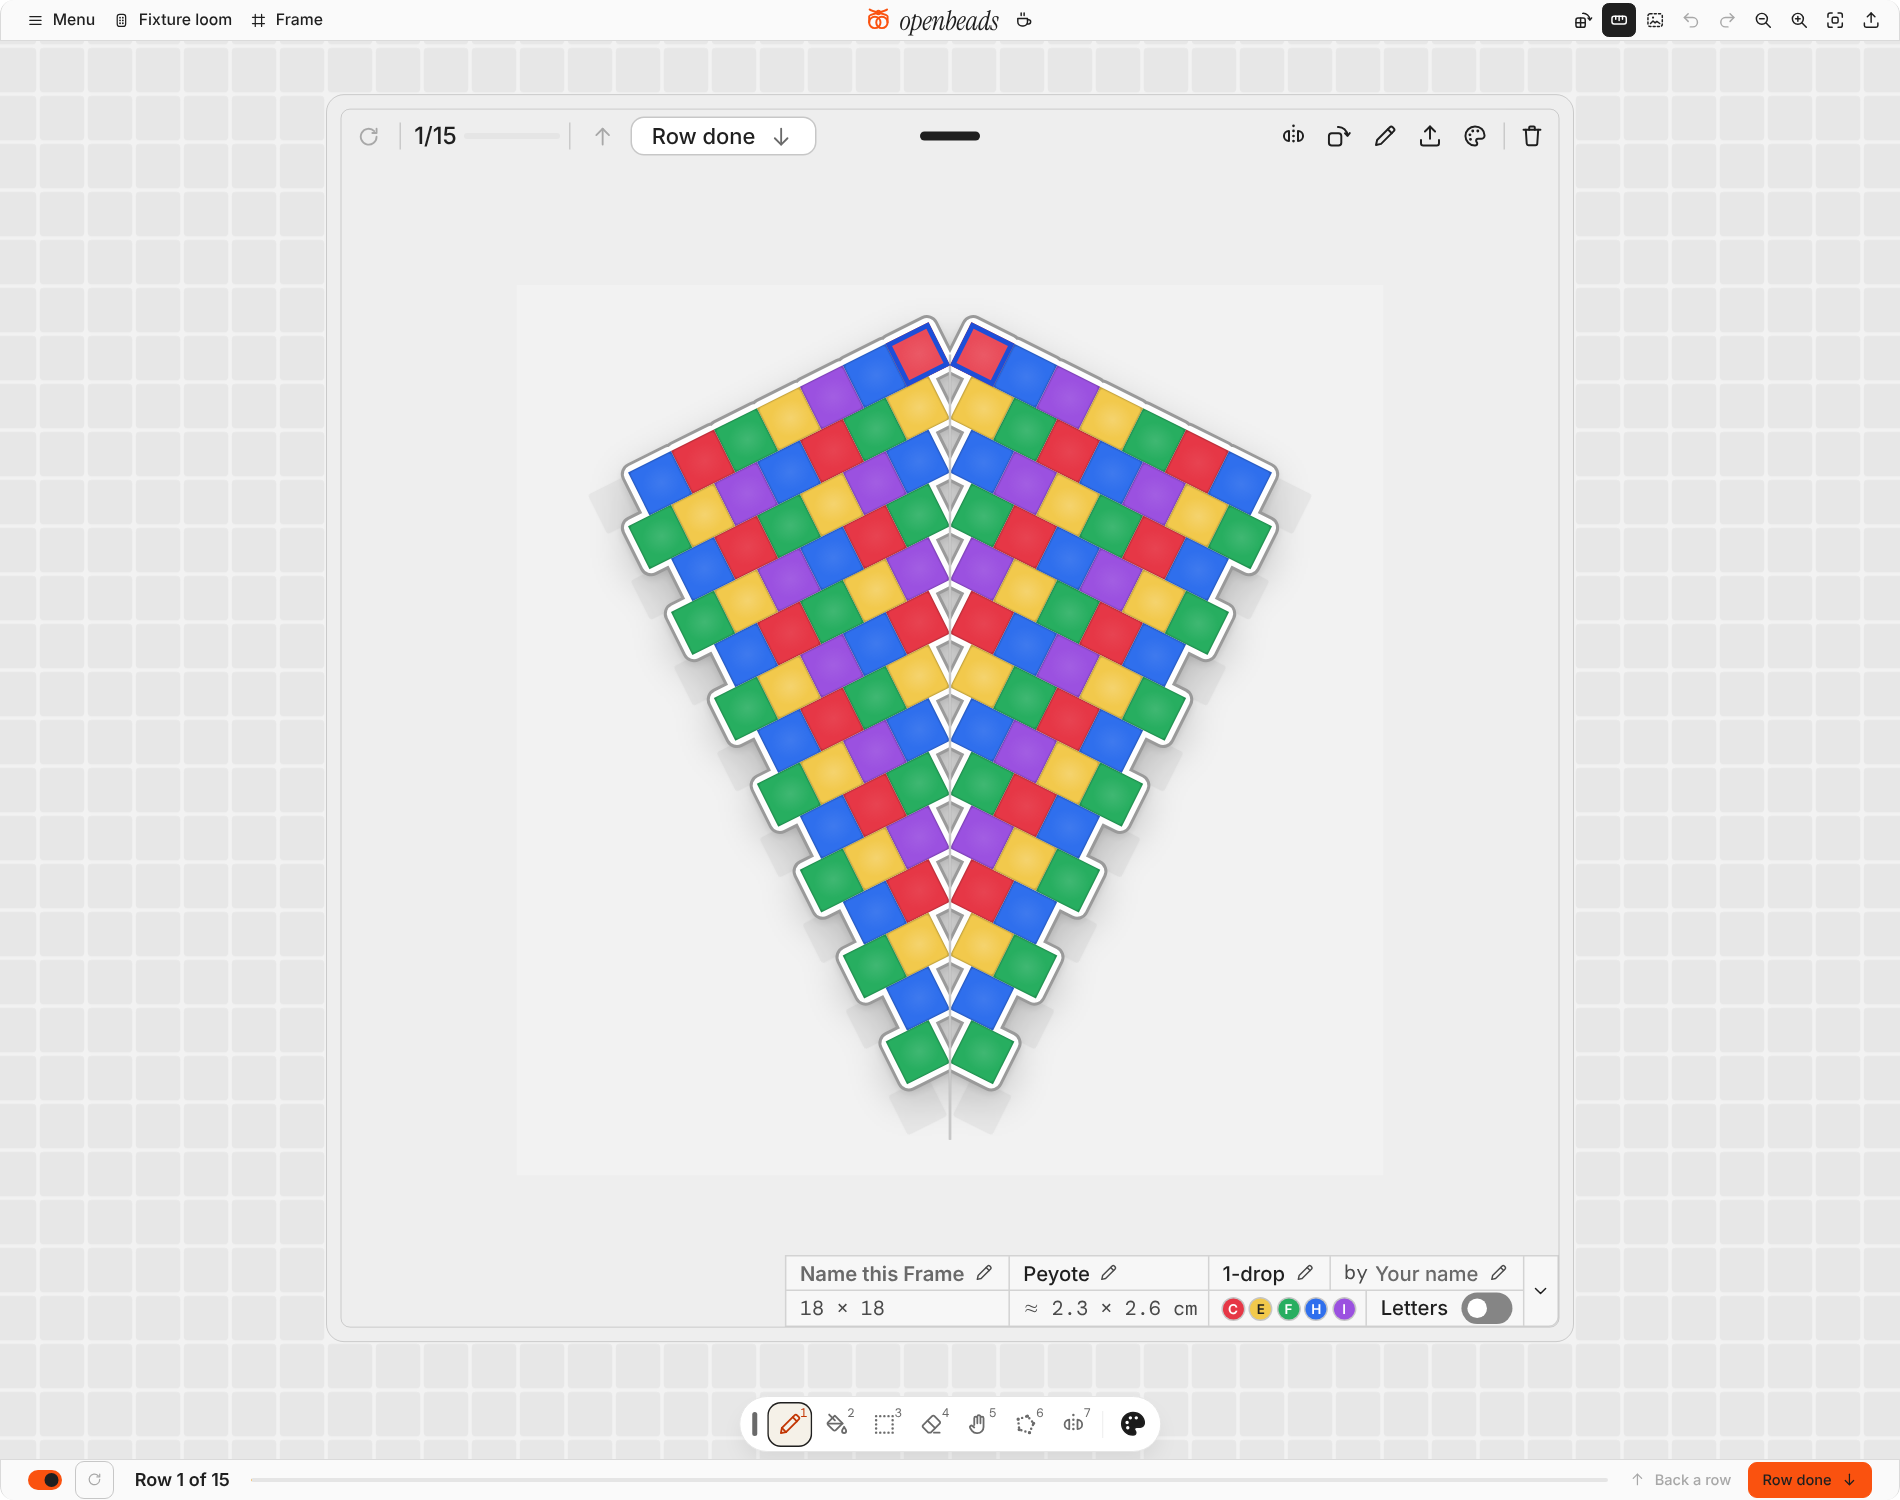 Menu
Fixture loom
Frame
openbeads
1/15
Row done
Name this Frame
Peyote
1-drop
by Your name
18 × 18
≈ 2.3 × 2.6 cm
C E F H I
Letters
1 2 3 4 5 6 7
Row 1 of 15
Back a row
Row done